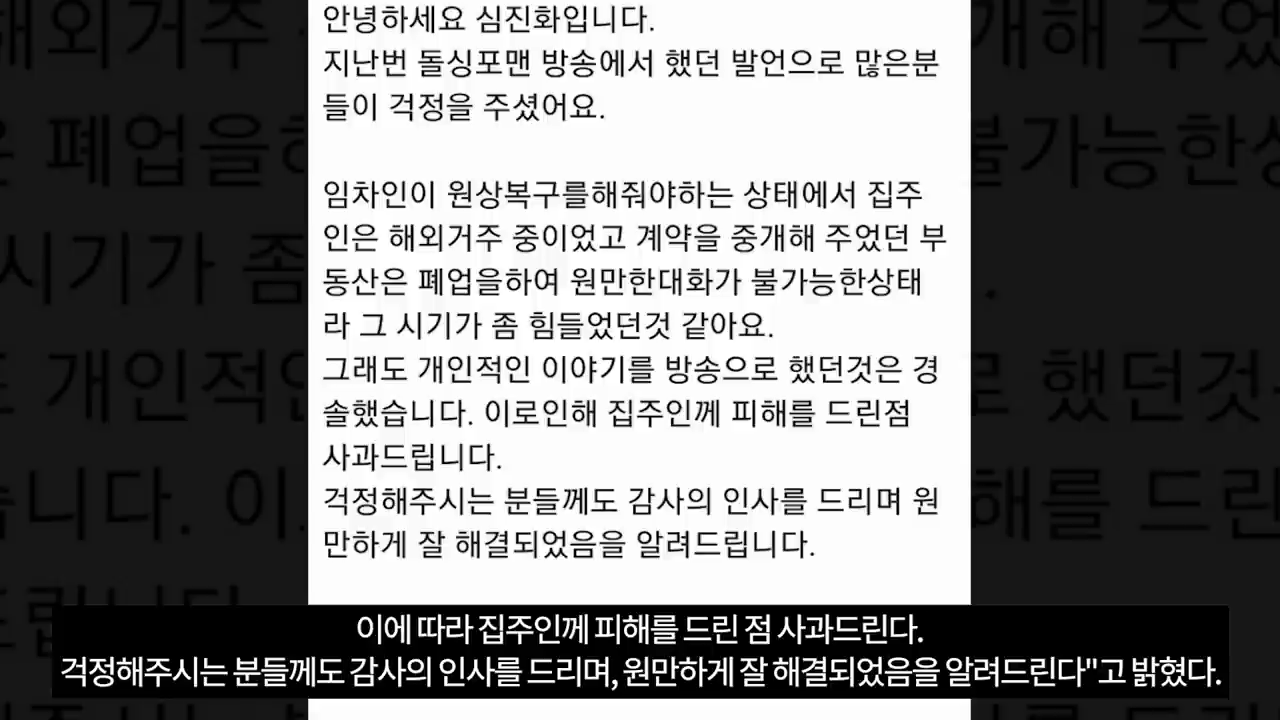 안녕하세요 심진화입니다.
지난번 돌싱포맨 방송에서 했던 발언으로 많은분
들이 걱정을 주셨어요.
임차인이 원상복구를해줘야하는 상태에서 집주
인은 해외거주 중이었고 계약을 중개해 주었던 부
동산은 폐업을하여 원만한대화가 불가능한상태
라 그 시기가 좀 힘들었던것 같아요.
그래도 개인적인 이야기를 방송으로 했던것은 경
솔했습니다. 이로인해 집주인께 피해를 드린점
사과드립니다.
걱정해주시는 분들께도 감사의 인사를 드리며 원
만하게 잘 해결되었음을 알려드립니다.
이에 따라 집주인께 피해를 드린 점 사과드린다.
걱정해주시는 분들께도 감사의 인사를 드리며, 원만하게 잘 해결되었음을 알려드린다"고 밝혔다.